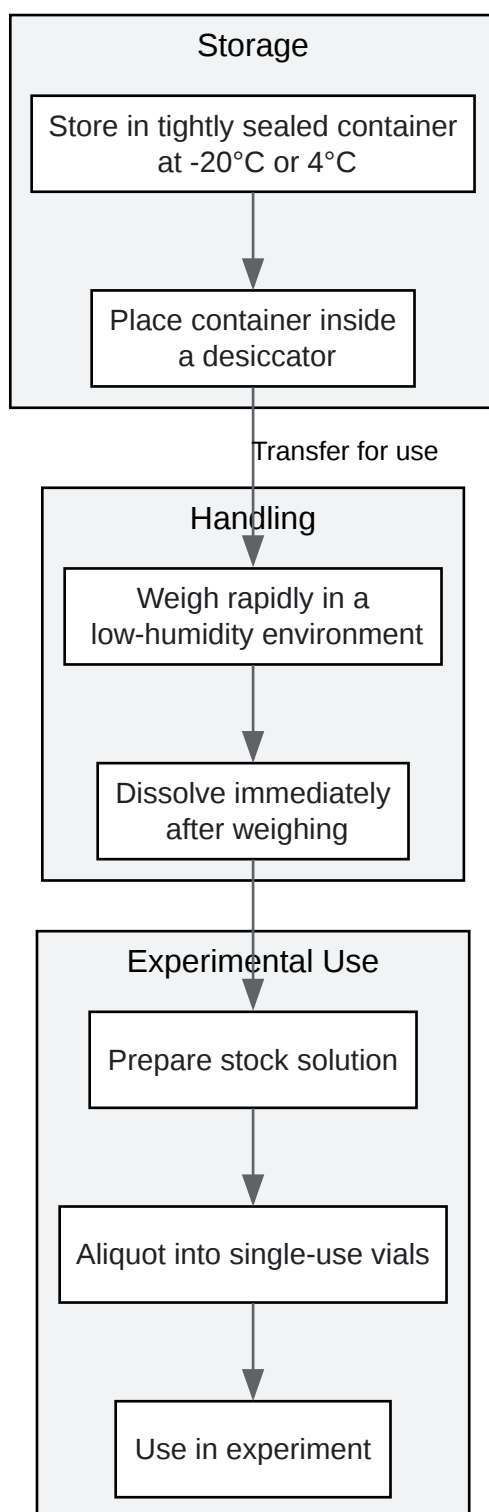 Storage
Store in tightly sealed container
at -20°C or 4°C
Place container inside
a desiccator
Transfer for use
Handling
Weigh rapidly in a
low-humidity environment
Dissolve immediately
after weighing
Experimental Use
Prepare stock solution
Aliquot into single-use vials
Use in experiment